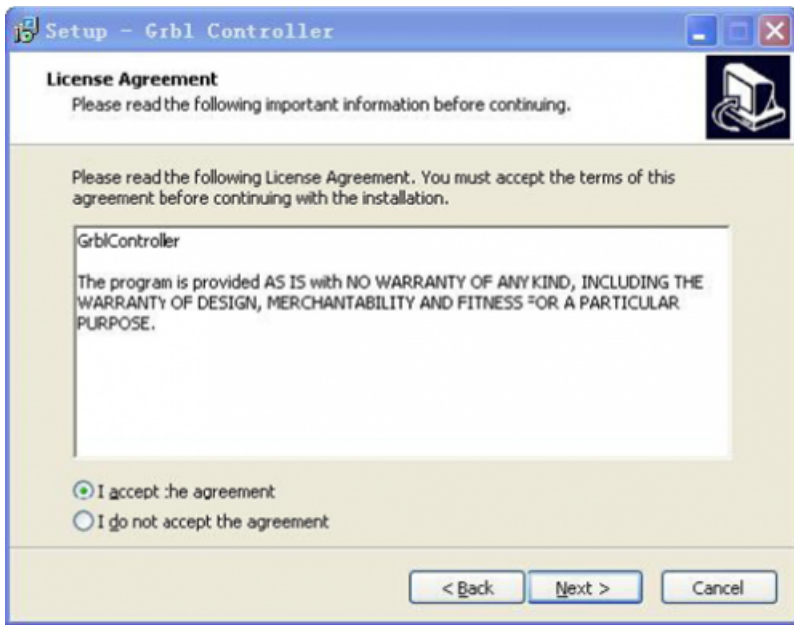 Setup - Grbl Controller
License Agreement
Please read the following important information before continuing.
Please read the following License Agreement. You must accept the terms of this
agreement before continuing with the installation.
GrblController
The program is provided AS IS with NO WARRANTY OF ANY KIND, INCLUDING THE
WARRANTY OF DESIGN, MERCHANTABILITY AND FITNESS FOR A PARTICULAR
PURPOSE.
I accept the agreement
I do not accept the agreement
< Back
Next >
Cancel